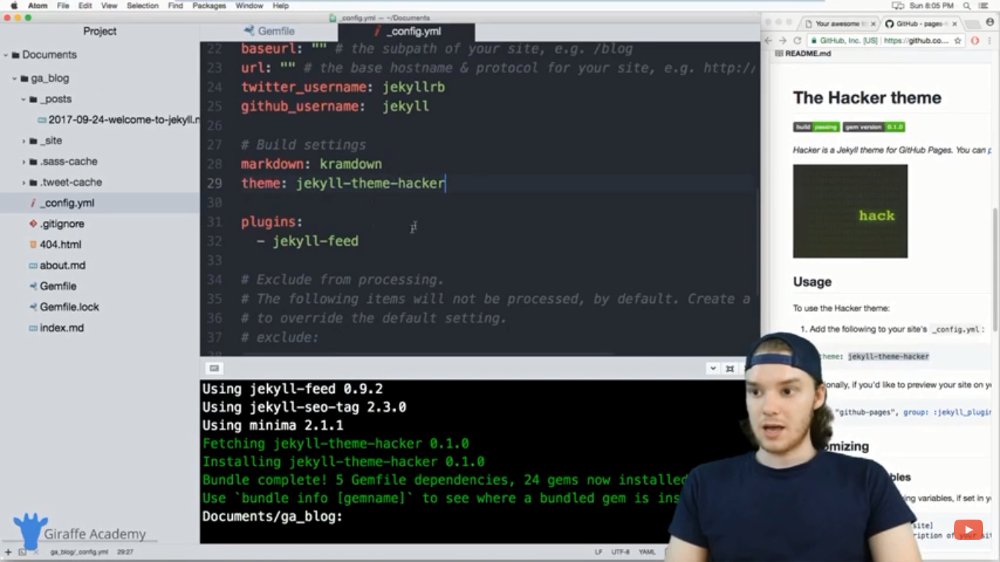 Atom File Edit View Selection Find Packages Window Help
Sun 8:05 PM
_config.yml — ~/Documents
Project
Gemfile
_config.yml
Documents
ga_blog
_posts
2017-09-24-welcome-to-jekyll.
_site
.sass-cache
.tweet-cache
_config.yml
.gitignore
404.html
about.md
Gemfile
Gemfile.lock
index.md
22 baseurl: "" # the subpath of your site, e.g. /blog
23 url: "" # the base hostname & protocol for your site, e.g. http:/
24 twitter_username: jekyllrb
25 github_username: jekyll
26
27 # Build settings
28 markdown: kramdown
29 theme: jekyll-theme-hacker
30
31 plugins:
32 - jekyll-feed
33
34 # Exclude from processing.
35 # The following items will not be processed, by default. Create a
36 # to override the default setting.
37 # exclude:
Using jekyll-feed 0.9.2
Using jekyll-seo-tag 2.3.0
Using minima 2.1.1
Fetching jekyll-theme-hacker 0.1.0
Installing jekyll-theme-hacker 0.1.0
Bundle complete! 5 Gemfile dependencies, 24 gems now installed
Use `bundle info [gemname]` to see where a bundled gem is ins
Documents/ga_blog:
Giraffe Academy
ga_blog/_config.yml 29:27
LF UTF-8 YAML
Your awesome
GitHub - pages-
GitHub, Inc. [US] https://github.co...
README.md
The Hacker theme
build passing gem version 0.1.0
Hacker is a Jekyll theme for GitHub Pages. You can
hack
Usage
To use the Hacker theme:
1. Add the following to your site's _config.yml :
heme: jekyll-theme-hacker
onally, if you'd like to preview your site on yo
"github-pages", group: :jekyll_plugin
omizing
bles
ng variables, if set in yo
site]
ription of your sit